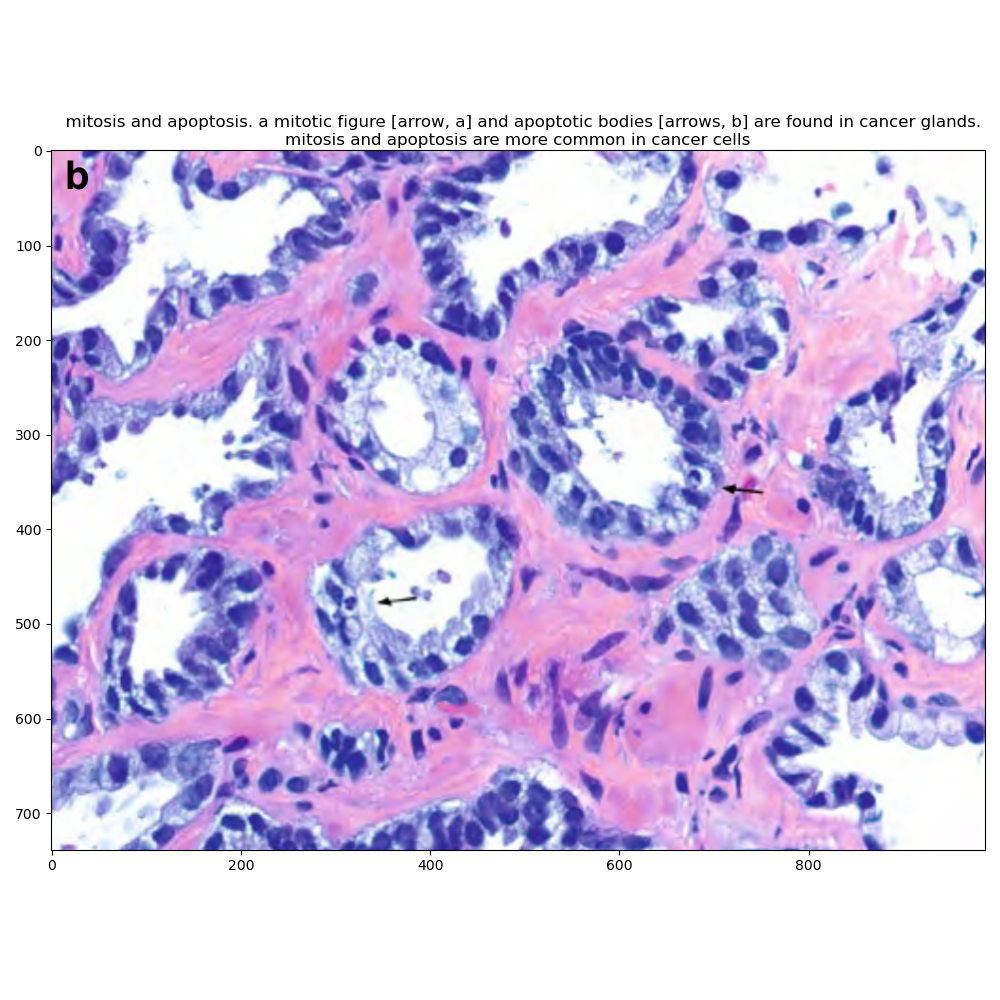 mitosis and apoptosis. a mitotic figure [arrow, a] and apoptotic bodies [arrows, b] are found in cancer glands.
mitosis and apoptosis are more common in cancer cells
b
0
100
200
300
400
500
600
700
0 200 400 600 800